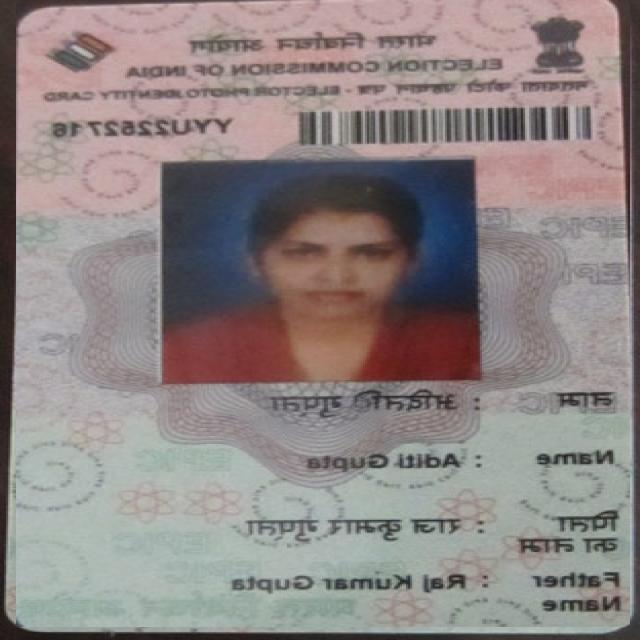 भारत निर्वाचन आयोग
ELECTION COMMISSION OF INDIA
मतदाता फोटो पहचान पत्र - ELECTOR PHOTO IDENTITY CARD
YYU2252716
नाम : अदिति गुप्ता
Name : Aditi Gupta
पिता का नाम : राज कुमार गुप्ता
Father Name : Raj Kumar Gupta